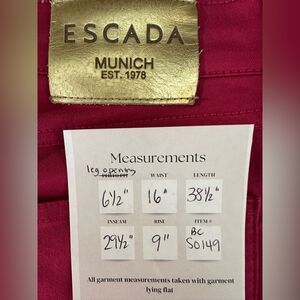 ESCADA
MUNICH
EST. 1978
Measurements
leg opening
WAIST
LENGTH
6½"
16"
38½"
INSEAM
RISE
ITEM #
29½"
9"
BC
S0149
All garment measurements taken with garment
lying flat